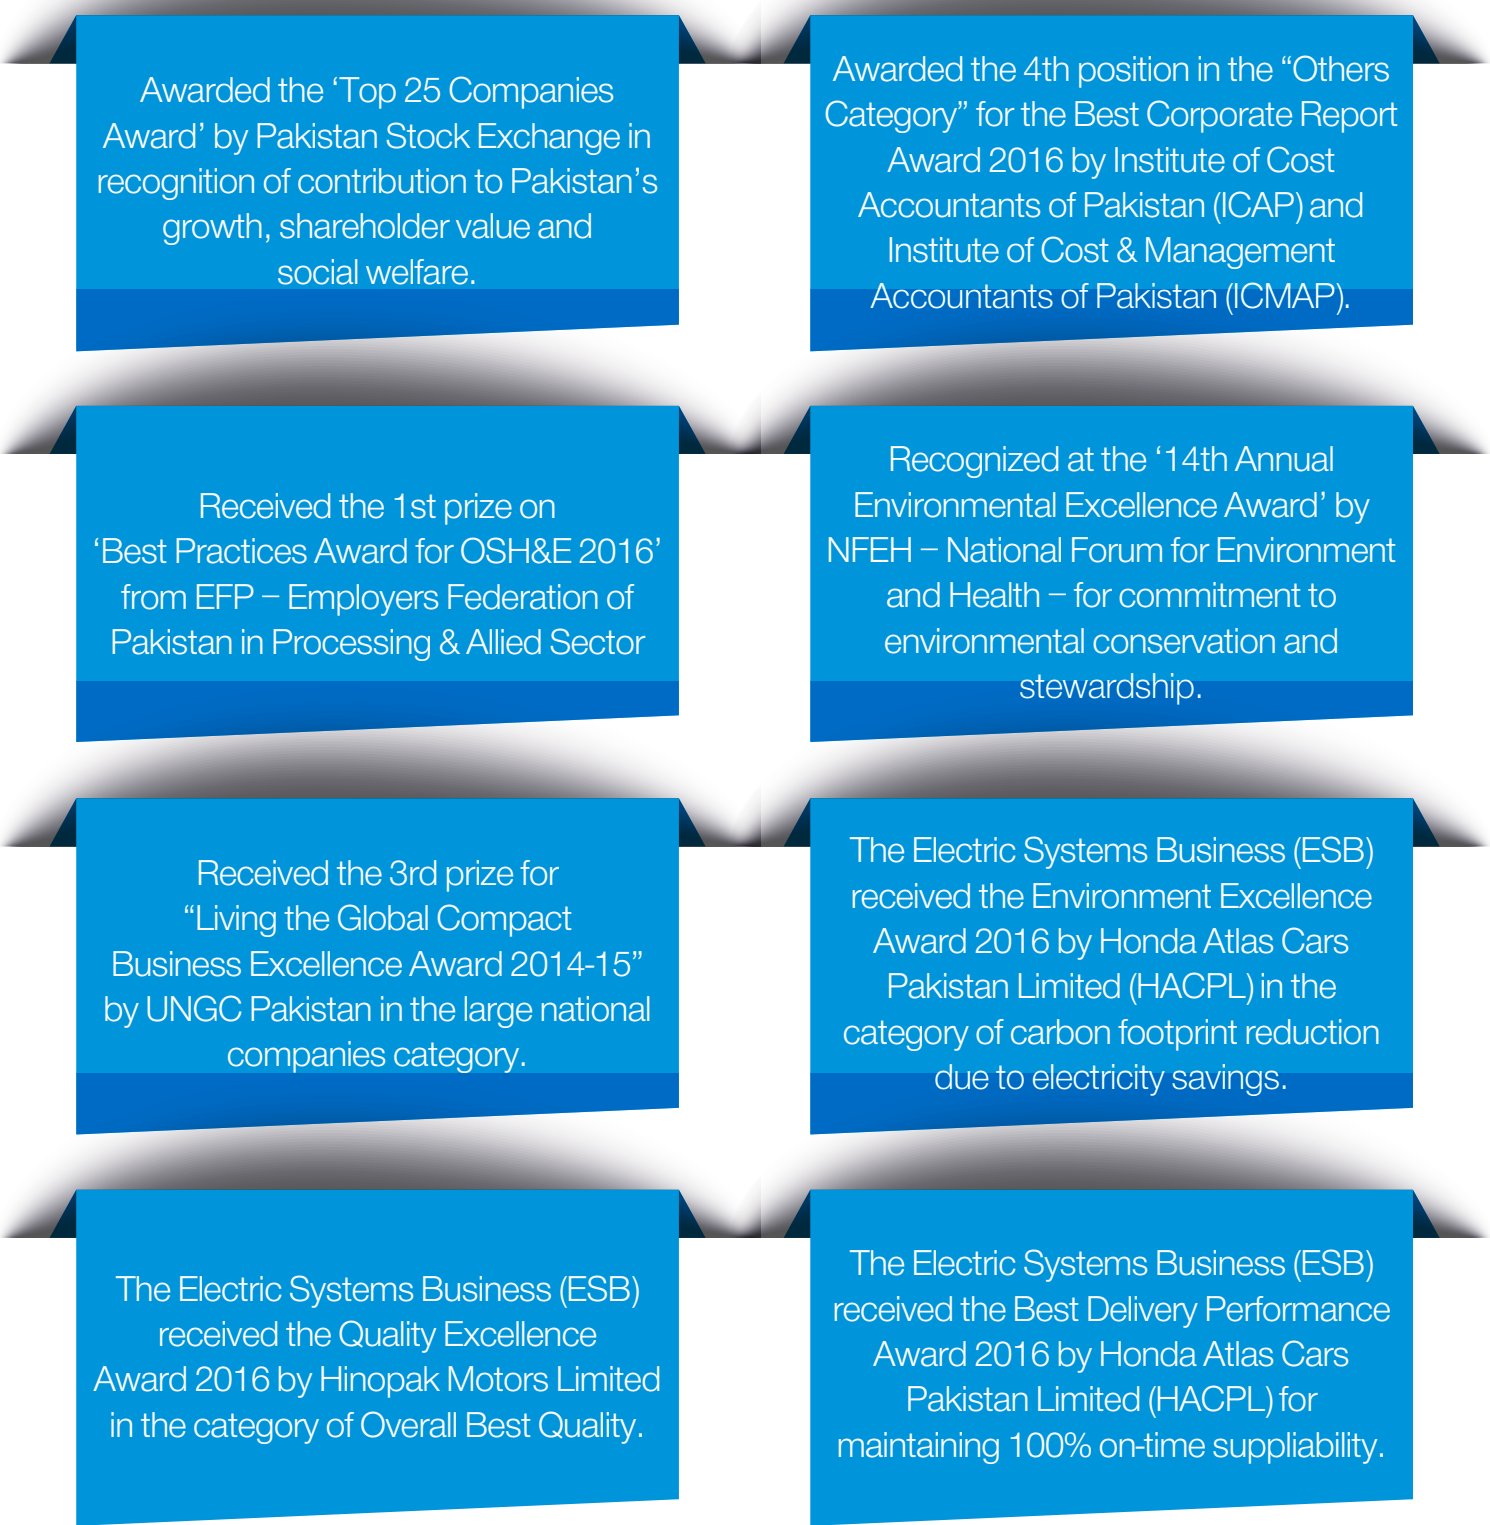 Awarded the ‘Top 25 Companies
Award’ by Pakistan Stock Exchange in
recognition of contribution to Pakistan’s
growth, shareholder value and
social welfare.
Awarded the 4th position in the “Others
Category” for the Best Corporate Report
Award 2016 by Institute of Cost
Accountants of Pakistan (ICAP) and
Institute of Cost & Management
Accountants of Pakistan (ICMAP).
Received the 1st prize on
‘Best Practices Award for OSH&E 2016’
from EFP – Employers Federation of
Pakistan in Processing & Allied Sector
Recognized at the ‘14th Annual
Environmental Excellence Award’ by
NFEH – National Forum for Environment
and Health – for commitment to
environmental conservation and
stewardship.
Received the 3rd prize for
“Living the Global Compact
Business Excellence Award 2014-15”
by UNGC Pakistan in the large national
companies category.
The Electric Systems Business (ESB)
received the Environment Excellence
Award 2016 by Honda Atlas Cars
Pakistan Limited (HACPL) in the
category of carbon footprint reduction
due to electricity savings.
The Electric Systems Business (ESB)
received the Quality Excellence
Award 2016 by Hinopak Motors Limited
in the category of Overall Best Quality.
The Electric Systems Business (ESB)
received the Best Delivery Performance
Award 2016 by Honda Atlas Cars
Pakistan Limited (HACPL) for
maintaining 100% on-time suppliability.